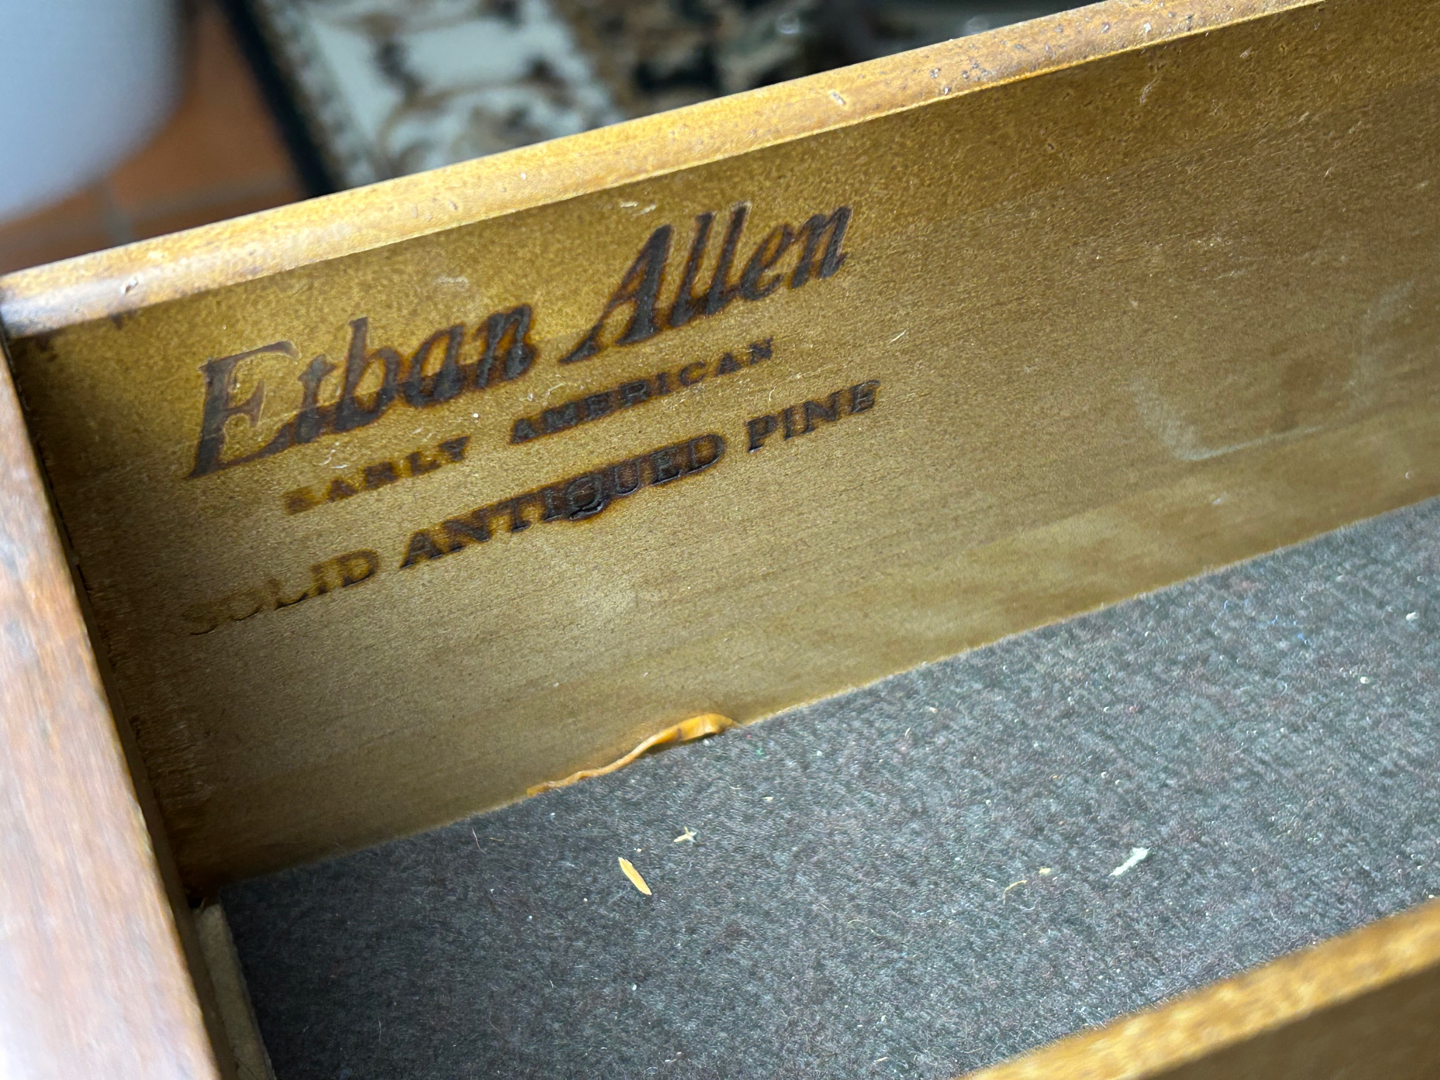 Ethan Allen
EARLY AMERICAN
SOLID ANTIQUED PINE